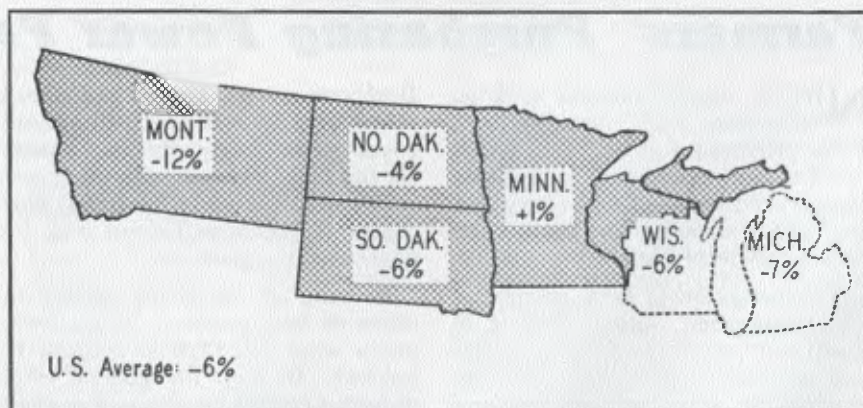 MONT.
-12%
NO. DAK.
-4%
SO. DAK.
-6%
MINN.
+1%
WIS.
-6%
MICH.
-7%
U.S. Average: -6%